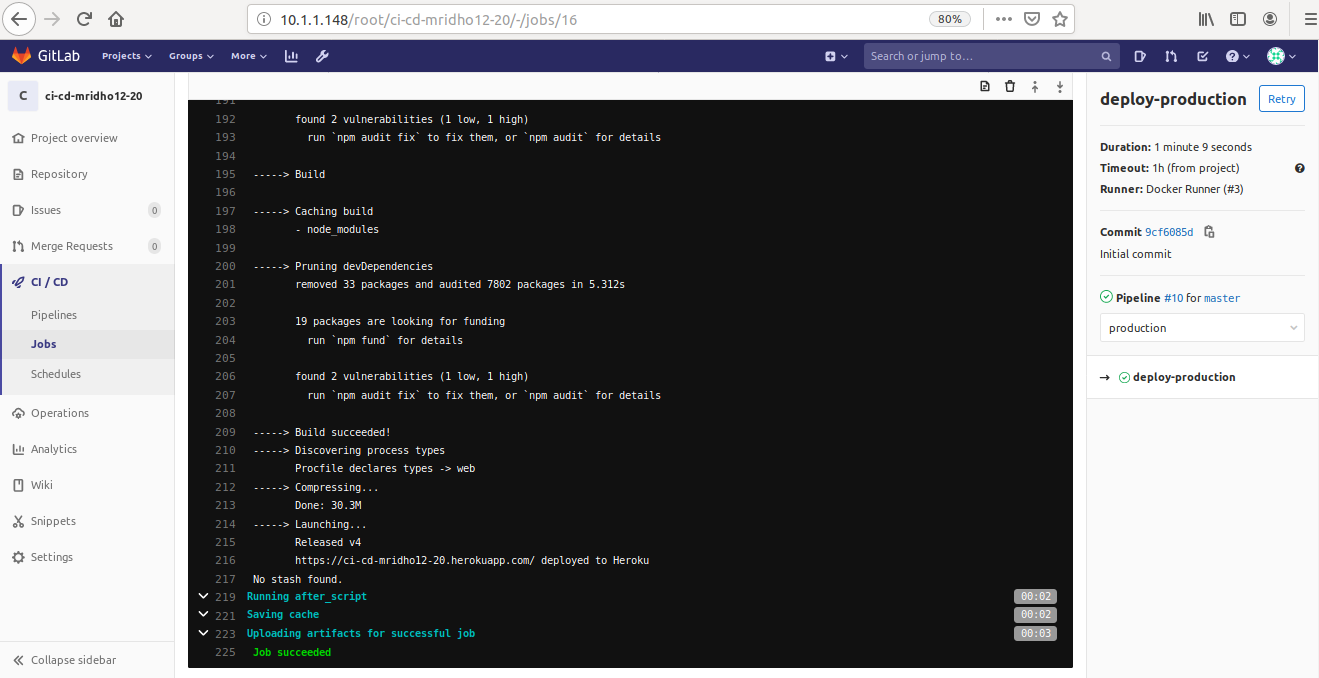 10.1.1.148/root/ci-cd-mridho12-20/-/jobs/16
80%
GitLab
Projects
Groups
More
Search or jump to...
C
ci-cd-mridho12-20
Project overview
Repository
Issues 0
Merge Requests 0
CI / CD
Pipelines
Jobs
Schedules
Operations
Analytics
Wiki
Snippets
Settings
Collapse sidebar
191
192 found 2 vulnerabilities (1 low, 1 high)
193 run `npm audit fix` to fix them, or `npm audit` for details
194
195 -----> Build
196
197 -----> Caching build
198 - node_modules
199
200 -----> Pruning devDependencies
201 removed 33 packages and audited 7802 packages in 5.312s
202
203 19 packages are looking for funding
204 run `npm fund` for details
205
206 found 2 vulnerabilities (1 low, 1 high)
207 run `npm audit fix` to fix them, or `npm audit` for details
208
209 -----> Build succeeded!
210 -----> Discovering process types
211 Procfile declares types -> web
212 -----> Compressing...
213 Done: 30.3M
214 -----> Launching...
215 Released v4
216 https://ci-cd-mridho12-20.herokuapp.com/ deployed to Heroku
217 No stash found.
219 Running after_script 00:02
221 Saving cache 00:02
223 Uploading artifacts for successful job 00:03
225 Job succeeded
deploy-production
Retry
Duration: 1 minute 9 seconds
Timeout: 1h (from project)
Runner: Docker Runner (#3)
Commit 9cf6085d
Initial commit
Pipeline #10 for master
production
→ deploy-production